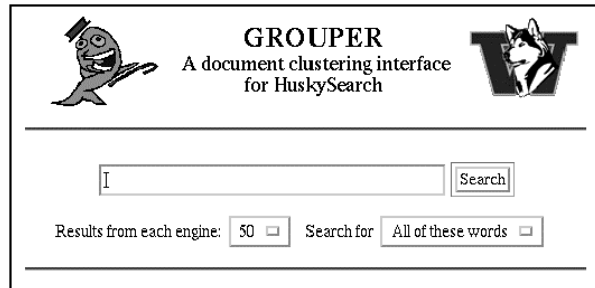 GROUPER
A document clustering interface
for HuskySearch
Search
Results from each engine: 50 Search for All of these words